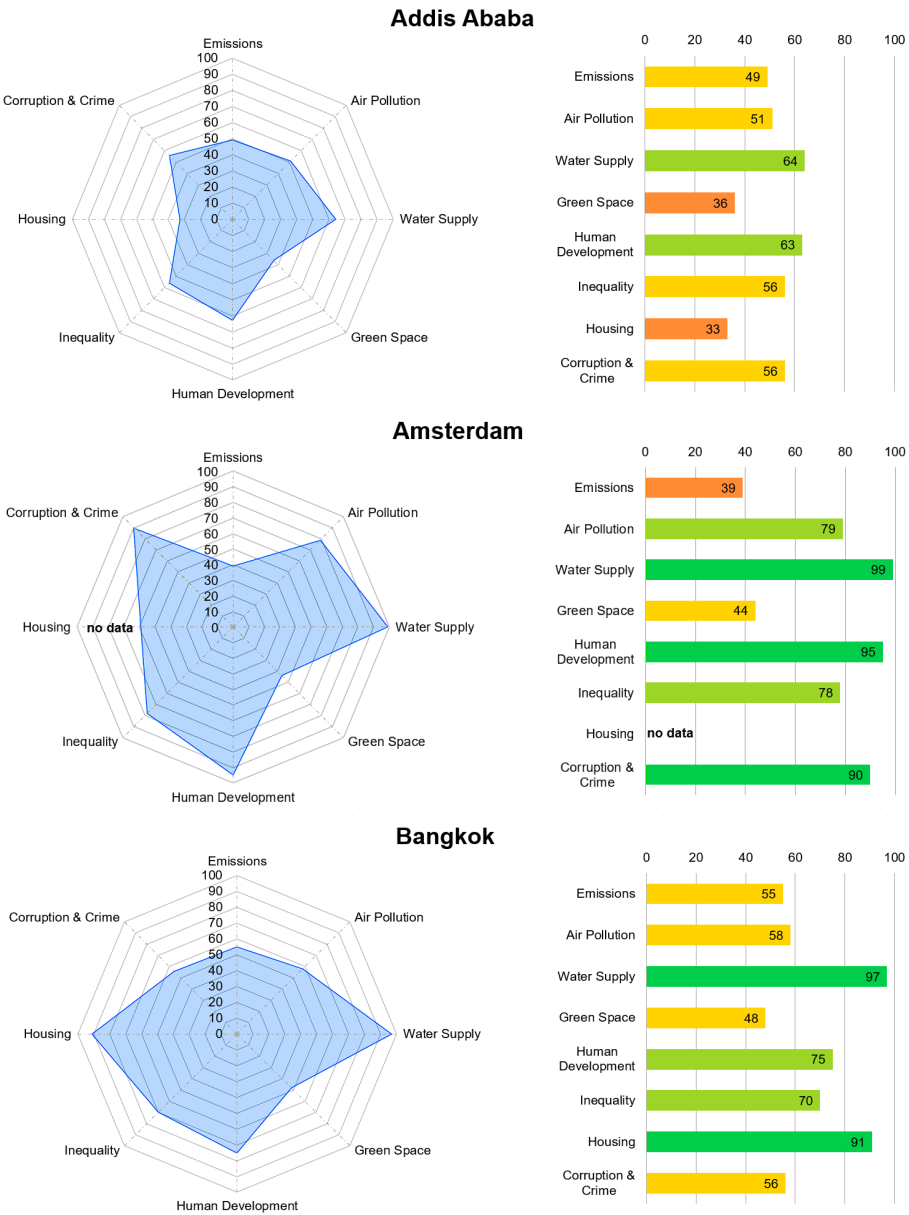 Addis Ababa
Emissions
100
90
80
70
60
50
40
30
20
10
0
Air Pollution
Water Supply
Green Space
Human Development
Inequality
Housing
Corruption & Crime
0 20 40 60 80 100
Emissions 49
Air Pollution 51
Water Supply 64
Green Space 36
Human
Development 63
Inequality 56
Housing 33
Corruption &
Crime 56
Amsterdam
Emissions
100
90
80
70
60
50
40
30
20
10
0
Air Pollution
Water Supply
Green Space
Human Development
Inequality
Housing no data
Corruption & Crime
0 20 40 60 80 100
Emissions 39
Air Pollution 79
Water Supply 99
Green Space 44
Human
Development 95
Inequality 78
Housing no data
Corruption &
Crime 90
Bangkok
Emissions
100
90
80
70
60
50
40
30
20
10
0
Air Pollution
Water Supply
Green Space
Human Development
Inequality
Housing
Corruption & Crime
0 20 40 60 80 100
Emissions 55
Air Pollution 58
Water Supply 97
Green Space 48
Human
Development 75
Inequality 70
Housing 91
Corruption &
Crime 56